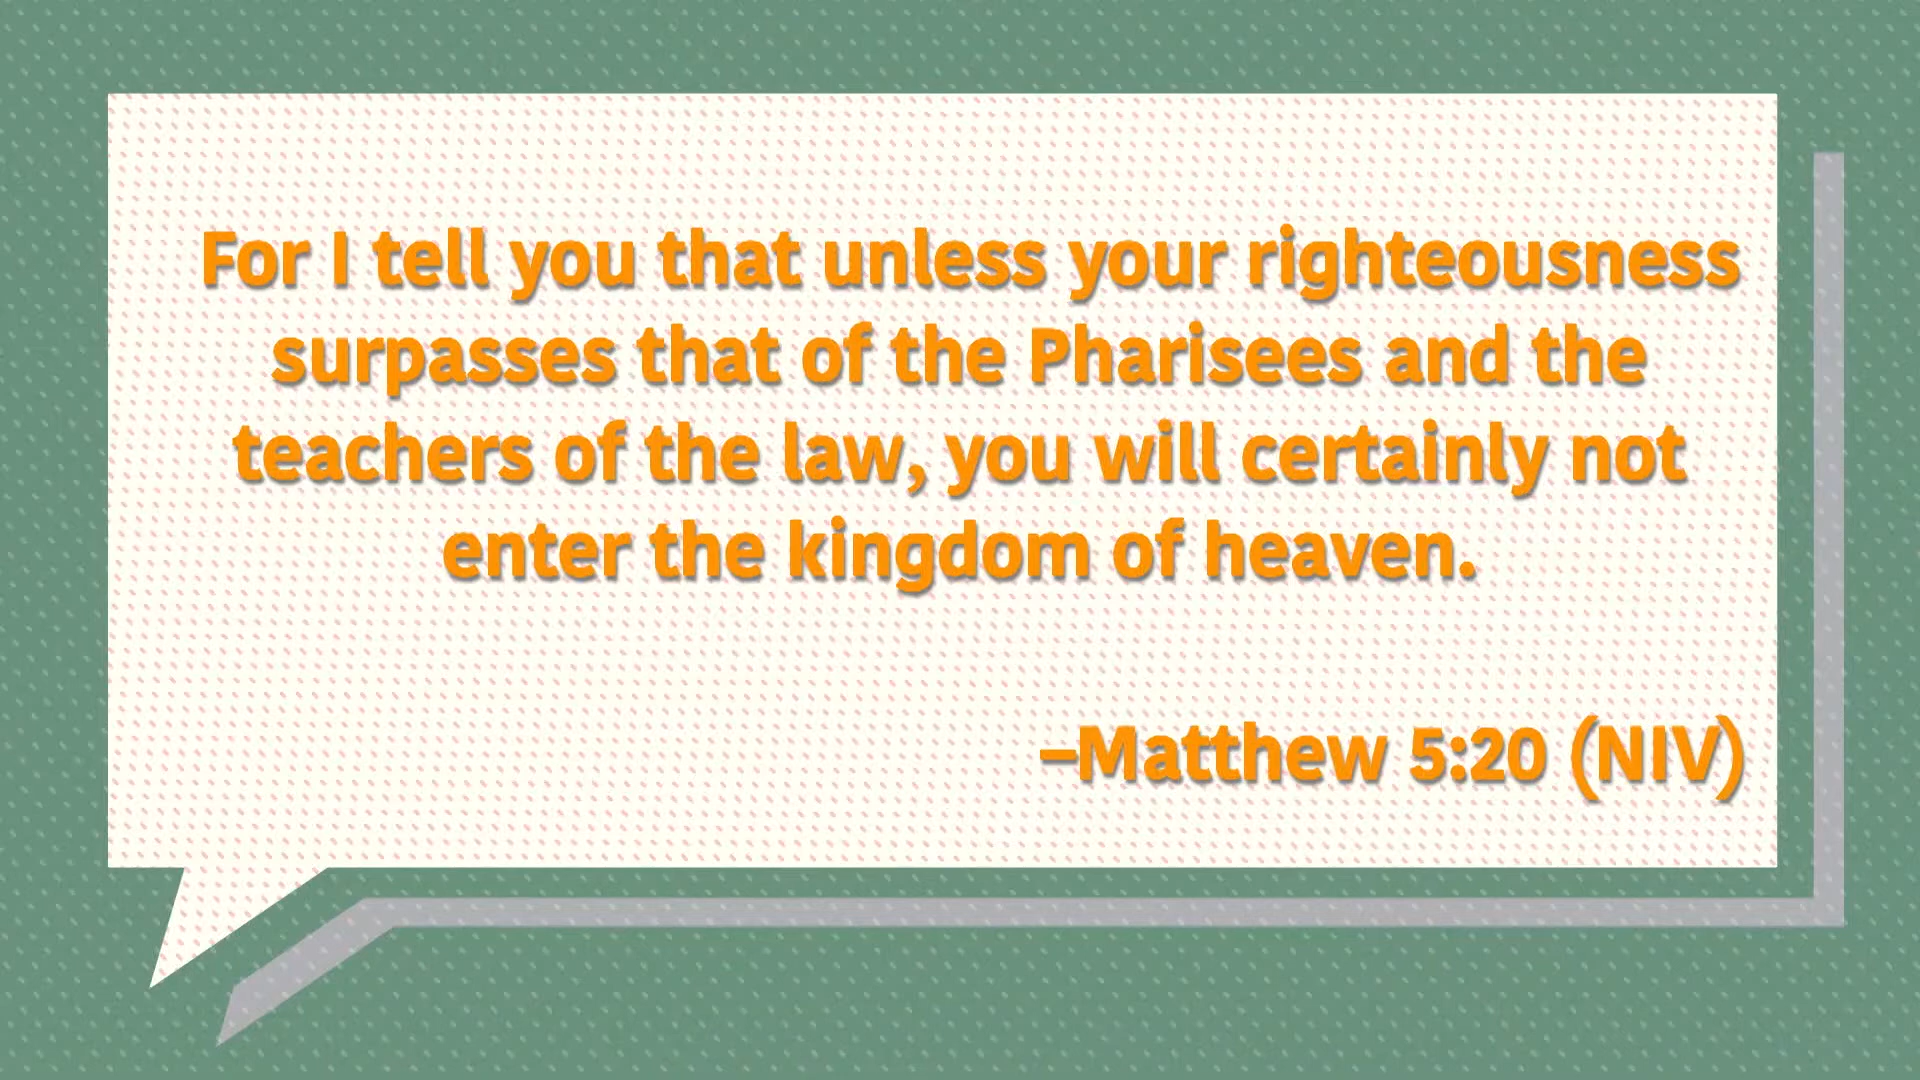 For I tell you that unless your righteousness
surpasses that of the Pharisees and the
teachers of the law, you will certainly not
enter the kingdom of heaven.
–Matthew 5:20 (NIV)